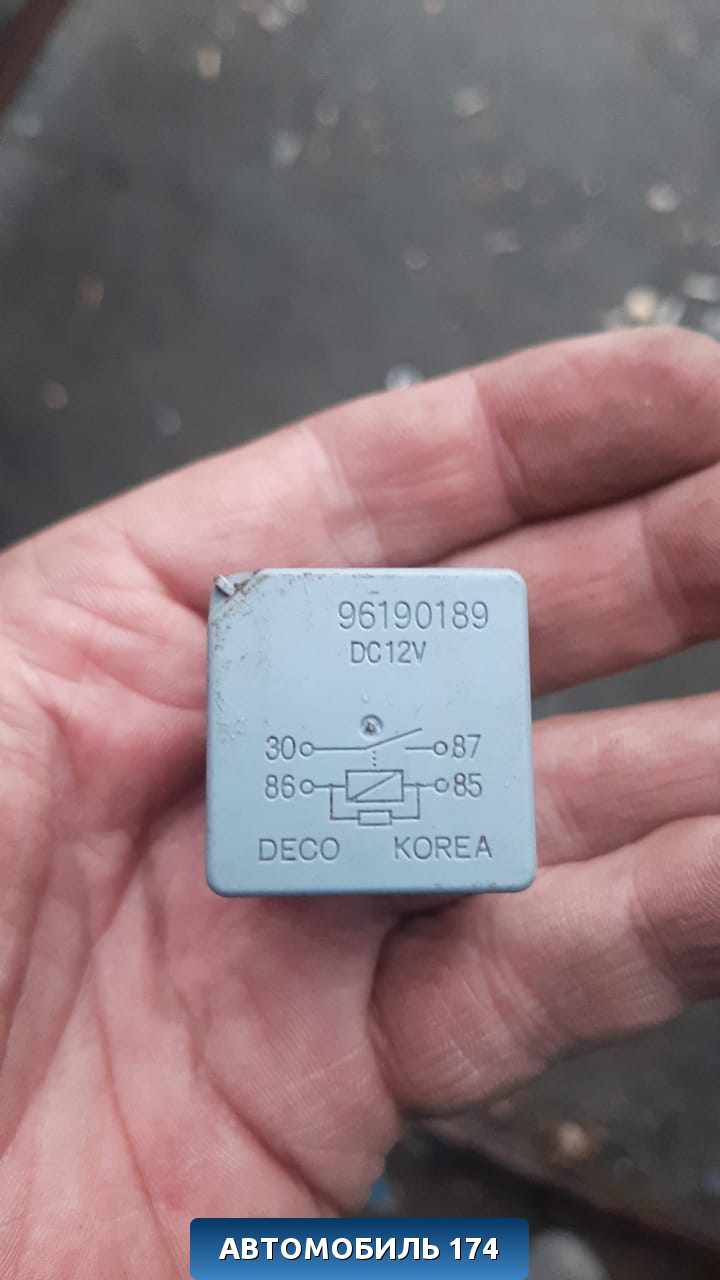 96190189
DC12V
30 87
86 85
DECO KOREA
АВТОМОБИЛЬ 174